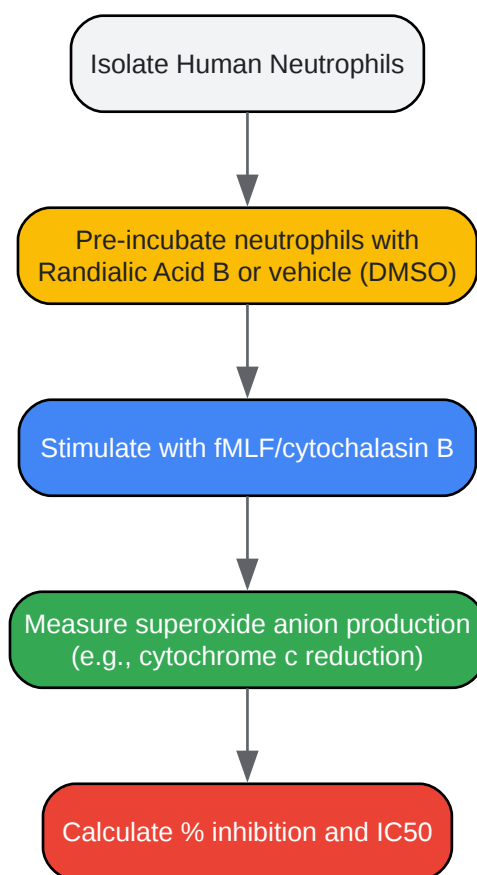 Isolate Human Neutrophils
Pre-incubate neutrophils with
Randialic Acid B or vehicle (DMSO)
Stimulate with fMLF/cytochalasin B
Measure superoxide anion production
(e.g., cytochrome c reduction)
Calculate % inhibition and IC50